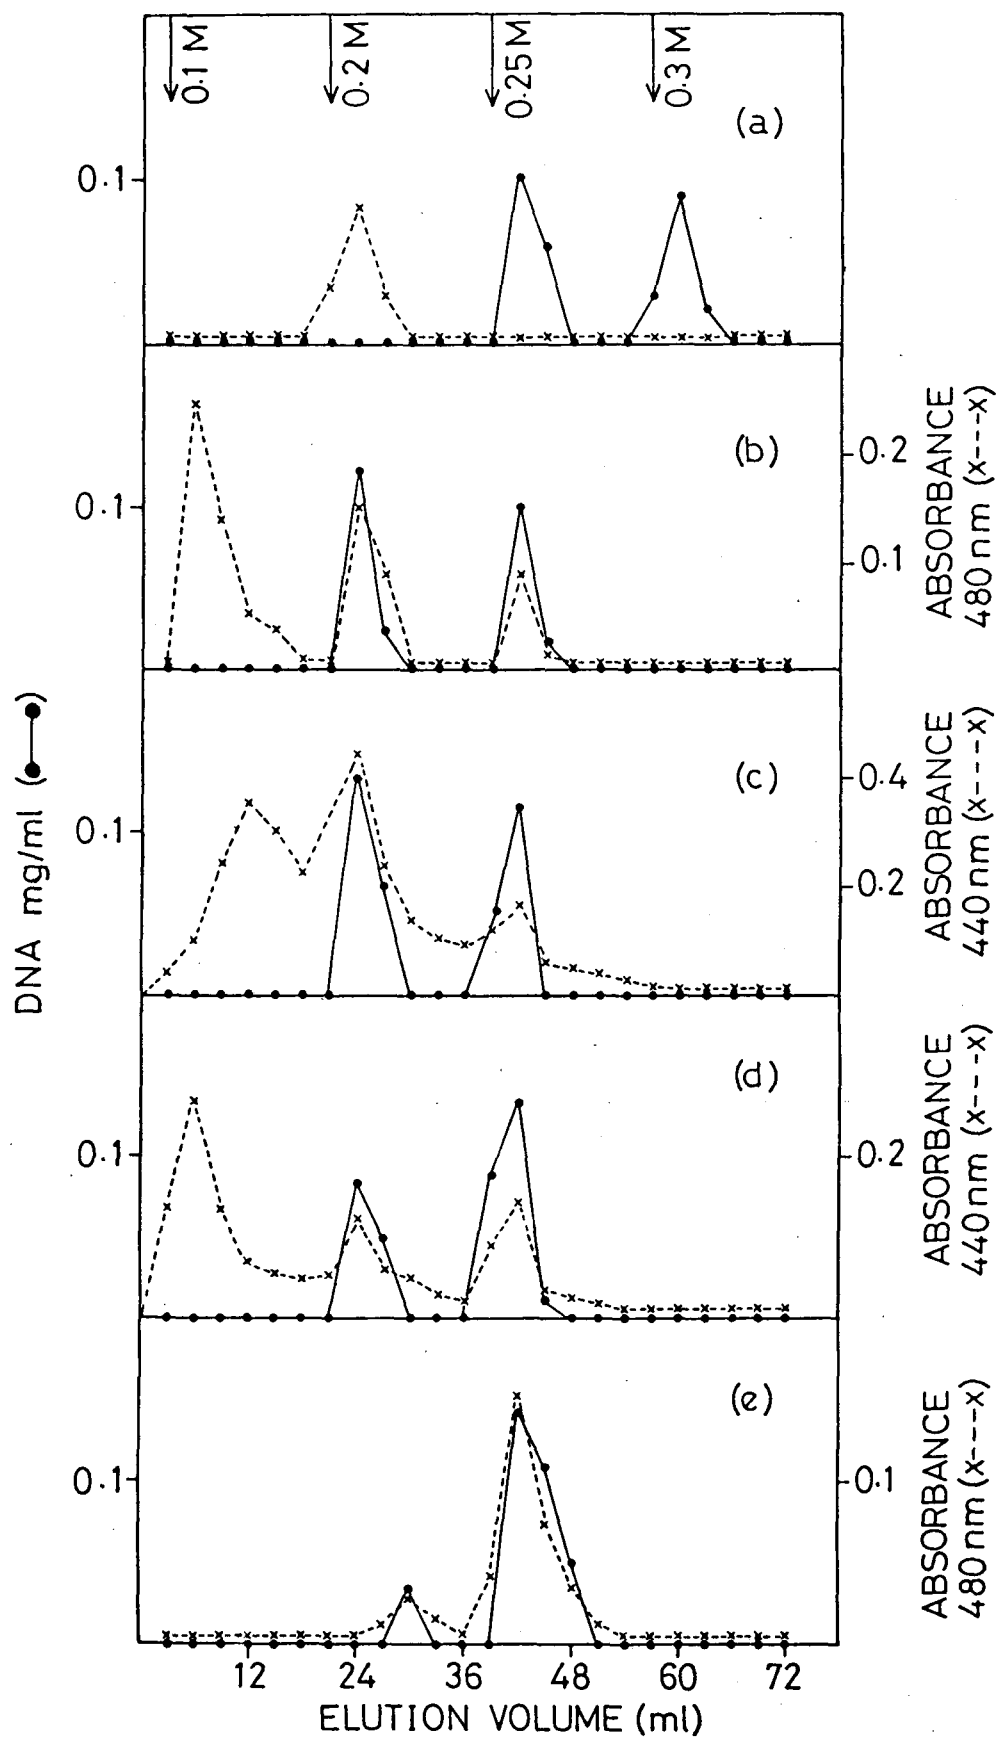 0.1 M
0.2 M
0.25 M
0.3 M
(a)
0.1
(b)
0.2
0.1
0.1
ABSORBANCE
480 nm (x---x)
(c)
0.4
0.1
0.2
ABSORBANCE
440 nm (x---x)
DNA mg/ml (●—●)
(d)
0.1
0.2
ABSORBANCE
440 nm (x---x)
(e)
0.1
0.1
ABSORBANCE
480 nm (x---x)
12 24 36 48 60 72
ELUTION VOLUME (ml)